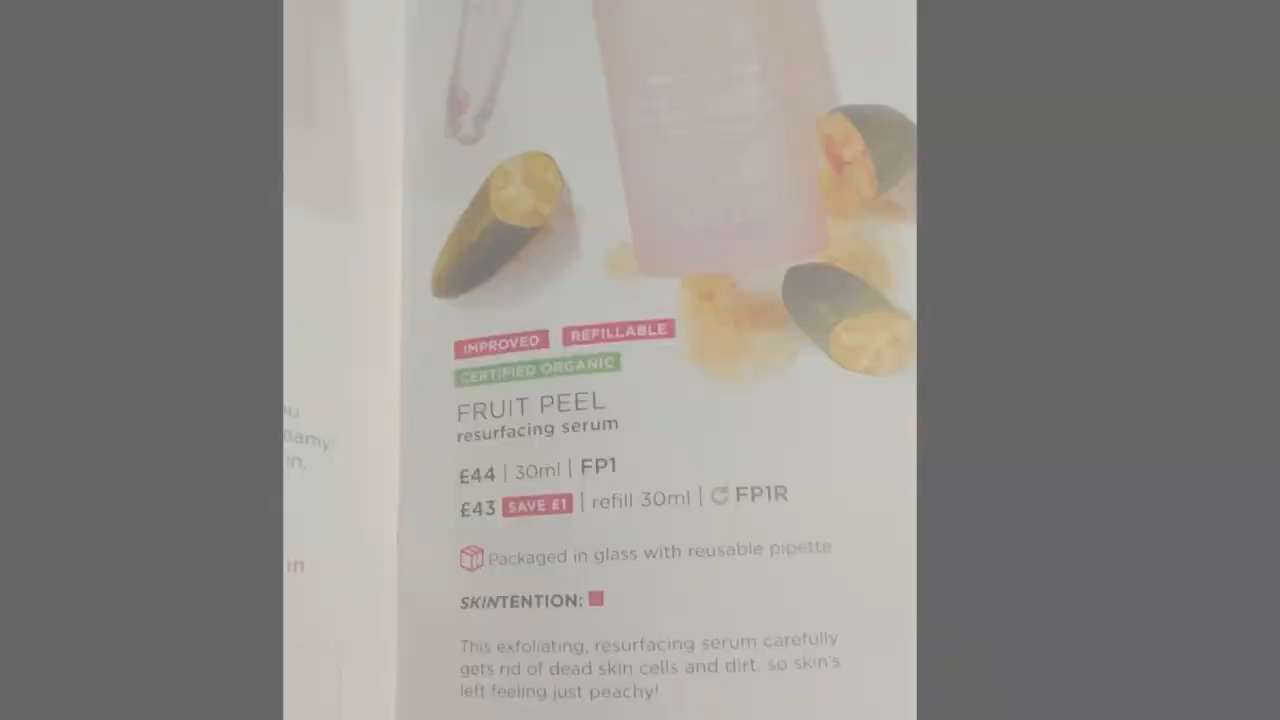 IMPROVED REFILLABLE
CERTIFIED ORGANIC
FRUIT PEEL
resurfacing serum
£44 | 30ml | FP1
£43 SAVE £1 | refill 30ml | FP1R
Packaged in glass with reusable pipette
SKINTENTION:
This exfoliating, resurfacing serum carefully
gets rid of dead skin cells and dirt, so skin's
left feeling just peachy!
in.
in